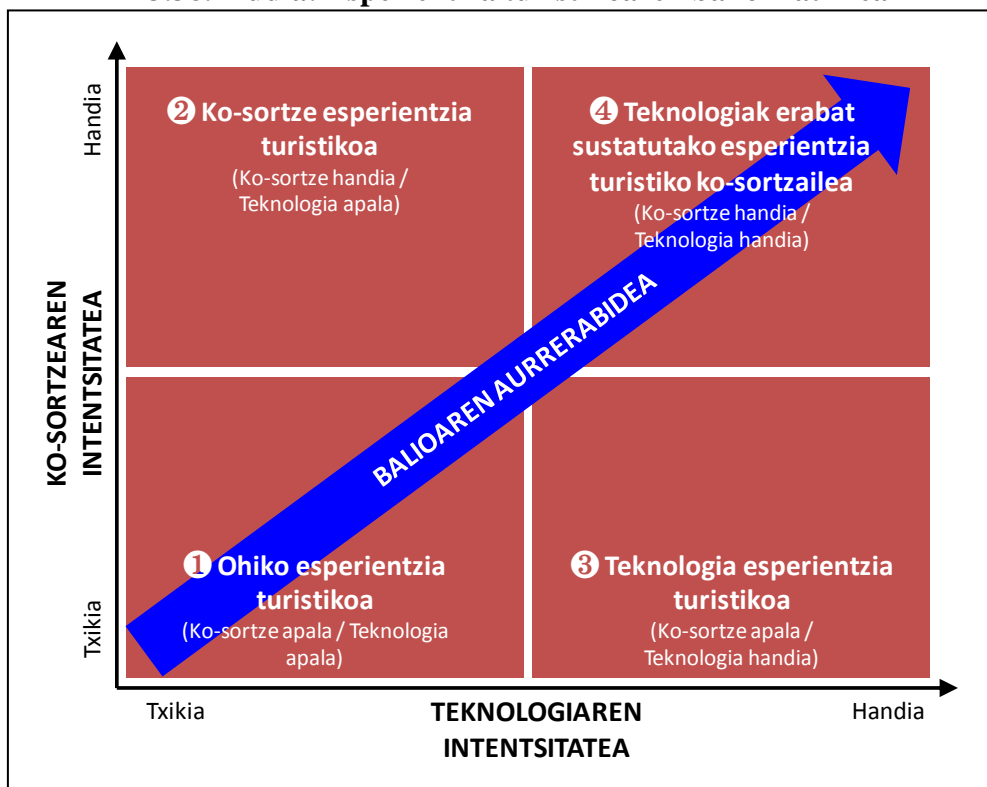 Handia
❷ Ko-sortze esperientzia
turistikoa
(Ko-sortze handia /
Teknologia apala)
❹ Teknologiak erabat
sustatutako esperientzia
turistiko ko-sortzailea
(Ko-sortze handia /
Teknologia handia)
KO-SORTZEAREN
INTENTSITATEA
BALIOAREN AURRERABIDEA
Txikia
❶ Ohiko esperientzia
turistikoa
(Ko-sortze apala / Teknologia
apala)
❸ Teknologia esperientzia
turistikoa
(Ko-sortze apala /
Teknologia handia)
Txikia
TEKNOLOGIAREN
INTENTSITATEA
Handia